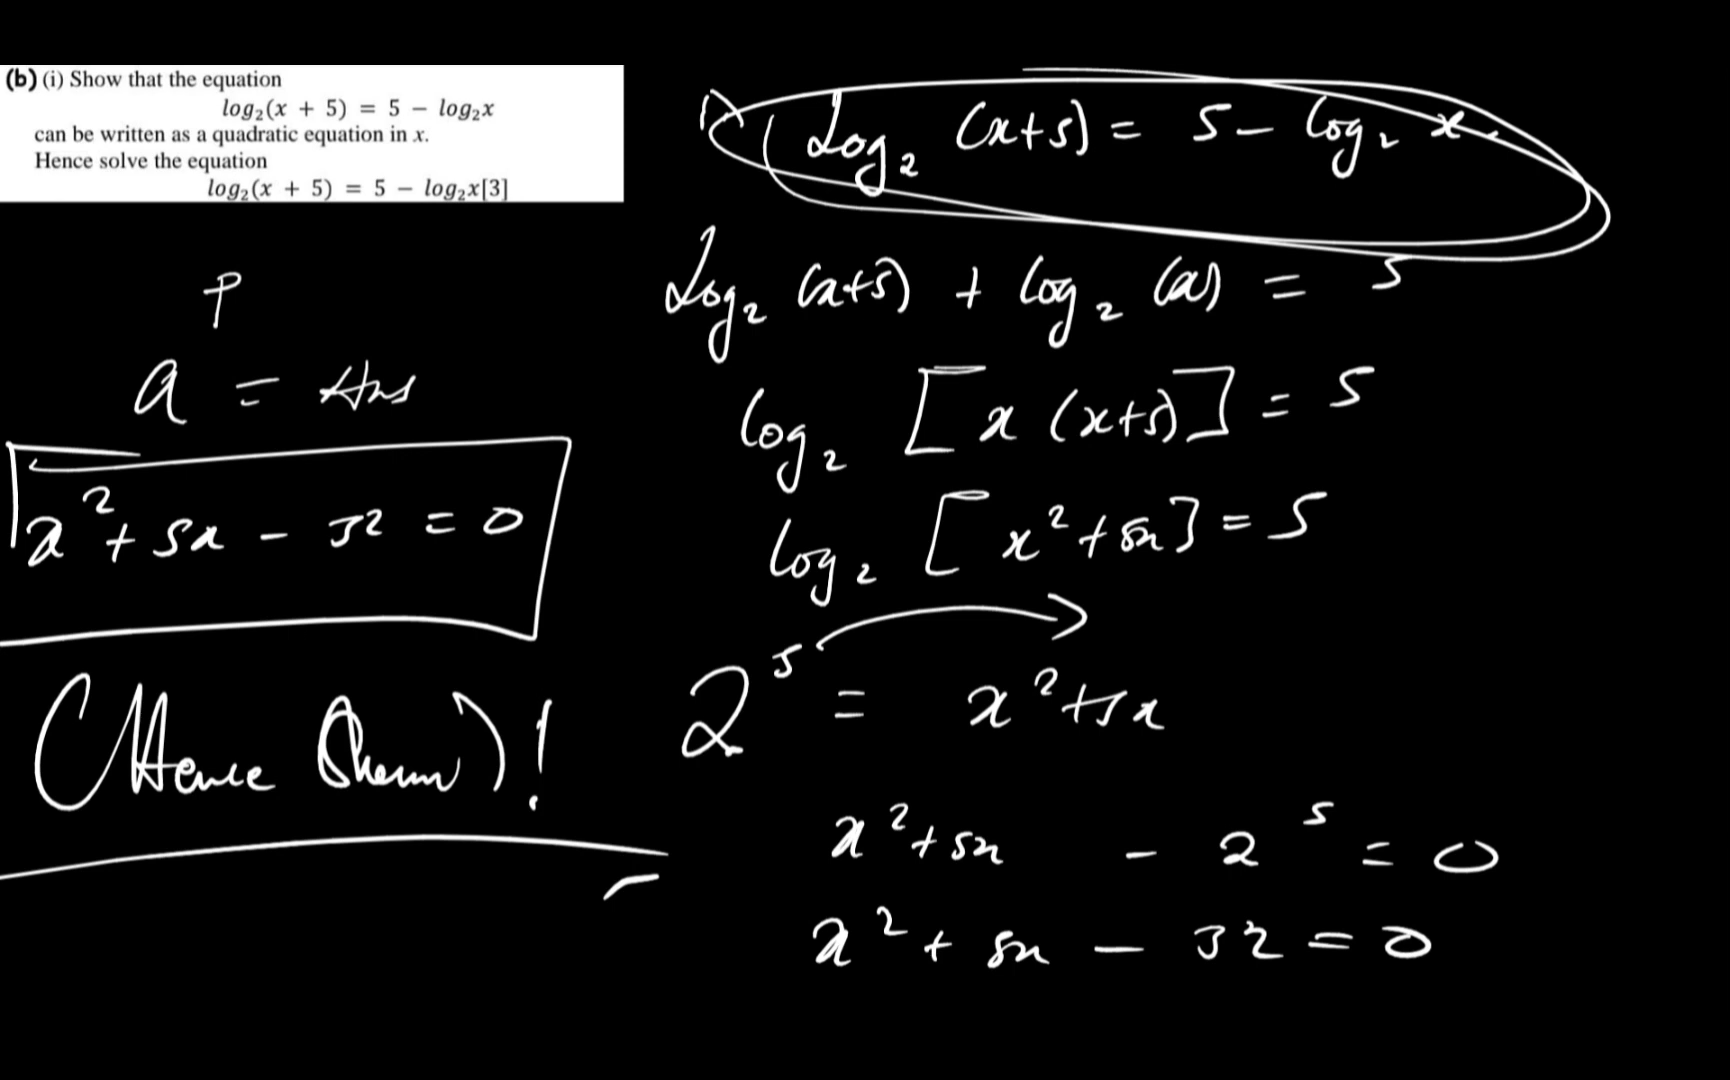 (b) (i) Show that the equation
log₂(x + 5) = 5 − log₂x
can be written as a quadratic equation in x.
Hence solve the equation
log₂(x + 5) = 5 − log₂x[3]
P
a = Ans
x² + 5x - 32 = 0
(Hence Shown)!
Log₂ (x+5) = 5 - log₂ x
Log₂ (x+5) + log₂ (x) = 5
log₂ [x (x+5)] = 5
log₂ [x²+5x] = 5
2⁵ = x²+5x
x²+5x - 2⁵ = 0
x² + 5x - 32 = 0